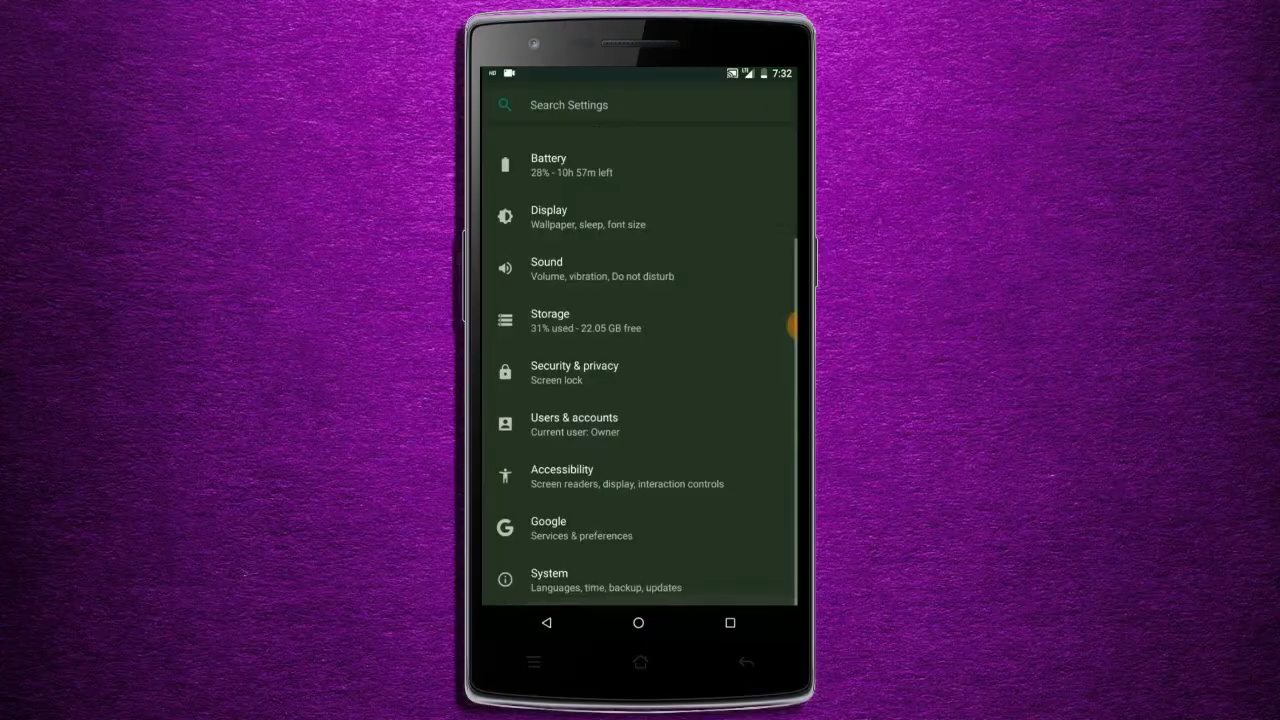 7:32
Search Settings
Battery
28% - 10h 57m left
Display
Wallpaper, sleep, font size
Sound
Volume, vibration, Do not disturb
Storage
31% used - 22.05 GB free
Security & privacy
Screen lock
Users & accounts
Current user: Owner
Accessibility
Screen readers, display, interaction controls
Google
Services & preferences
System
Languages, time, backup, updates